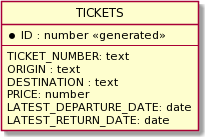 TICKETS
ID : number «generated»
TICKET_NUMBER: text
ORIGIN : text
DESTINATION : text
PRICE: number
LATEST_DEPARTURE_DATE: date
LATEST_RETURN_DATE: date